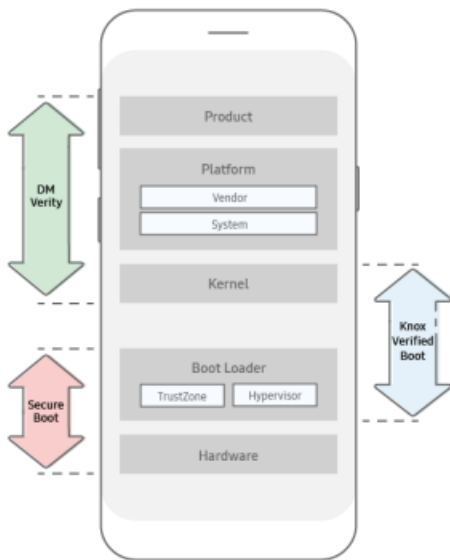 Product
Platform
Vendor
System
DM
Verity
Kernel
Knox
Verified
Boot
Boot Loader
TrustZone
Hypervisor
Secure
Boot
Hardware